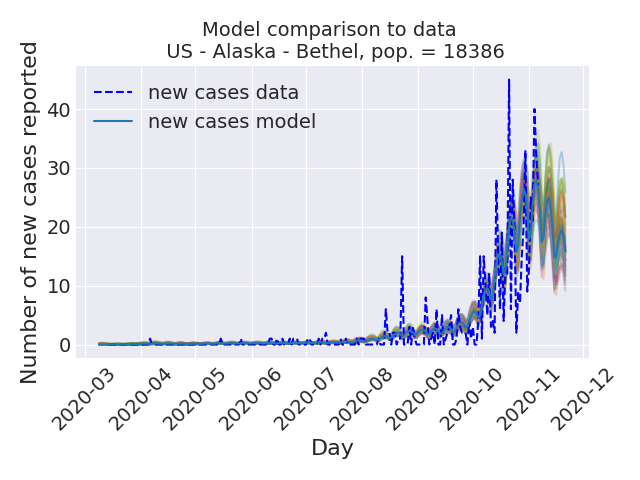 Model comparison to data
US - Alaska - Bethel, pop. = 18386
Number of new cases reported
new cases data
new cases model
40
30
20
10
0
2020-03
2020-04
2020-05
2020-06
2020-07
2020-08
2020-09
2020-10
2020-11
2020-12
Day